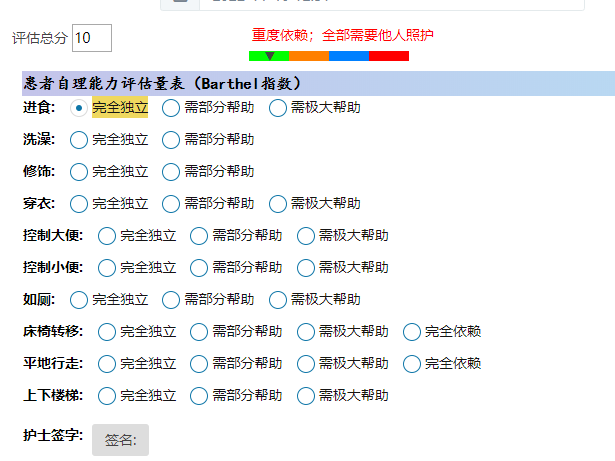 评估总分 10 重度依赖；全部需要他人照护
患者自理能力评估量表（Barthel指数）
进食: 完全独立 需部分帮助 需极大帮助
洗澡: 完全独立 需部分帮助
修饰: 完全独立 需部分帮助
穿衣: 完全独立 需部分帮助 需极大帮助
控制大便: 完全独立 需部分帮助 需极大帮助
控制小便: 完全独立 需部分帮助 需极大帮助
如厕: 完全独立 需部分帮助 需极大帮助
床椅转移: 完全独立 需部分帮助 需极大帮助 完全依赖
平地行走: 完全独立 需部分帮助 需极大帮助 完全依赖
上下楼梯: 完全独立 需部分帮助 需极大帮助
护士签字: 签名: